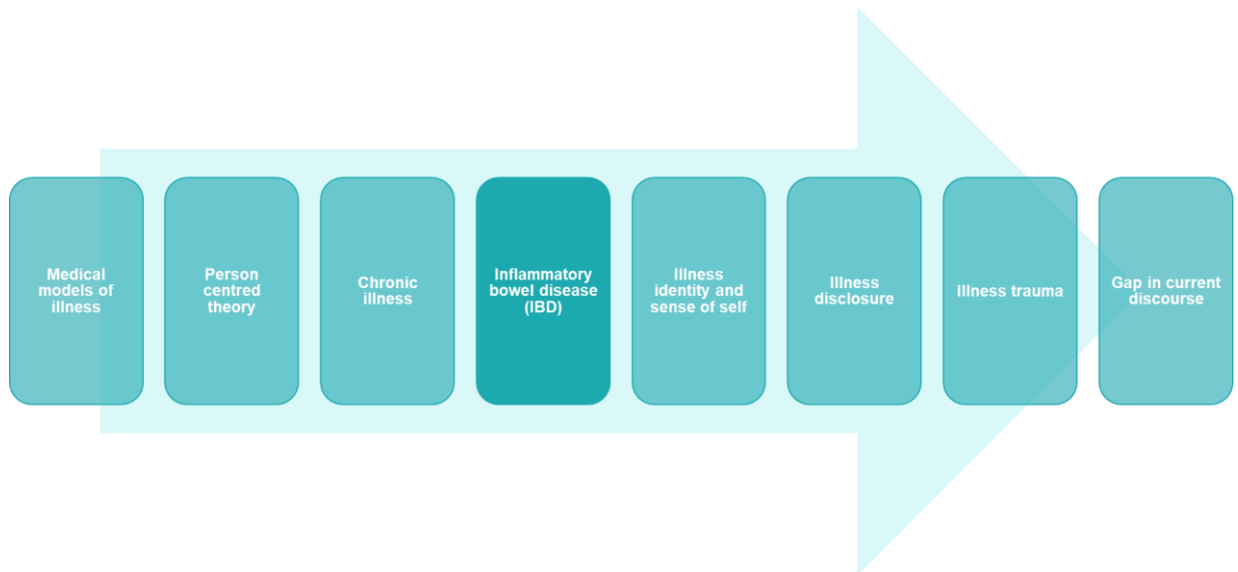 Medical
models of
illness
Person
centred
theory
Chronic
illness
Inflammatory
bowel disease
(IBD)
Illness
identity and
sense of self
Illness
disclosure
Illness trauma
Gap in current
discourse